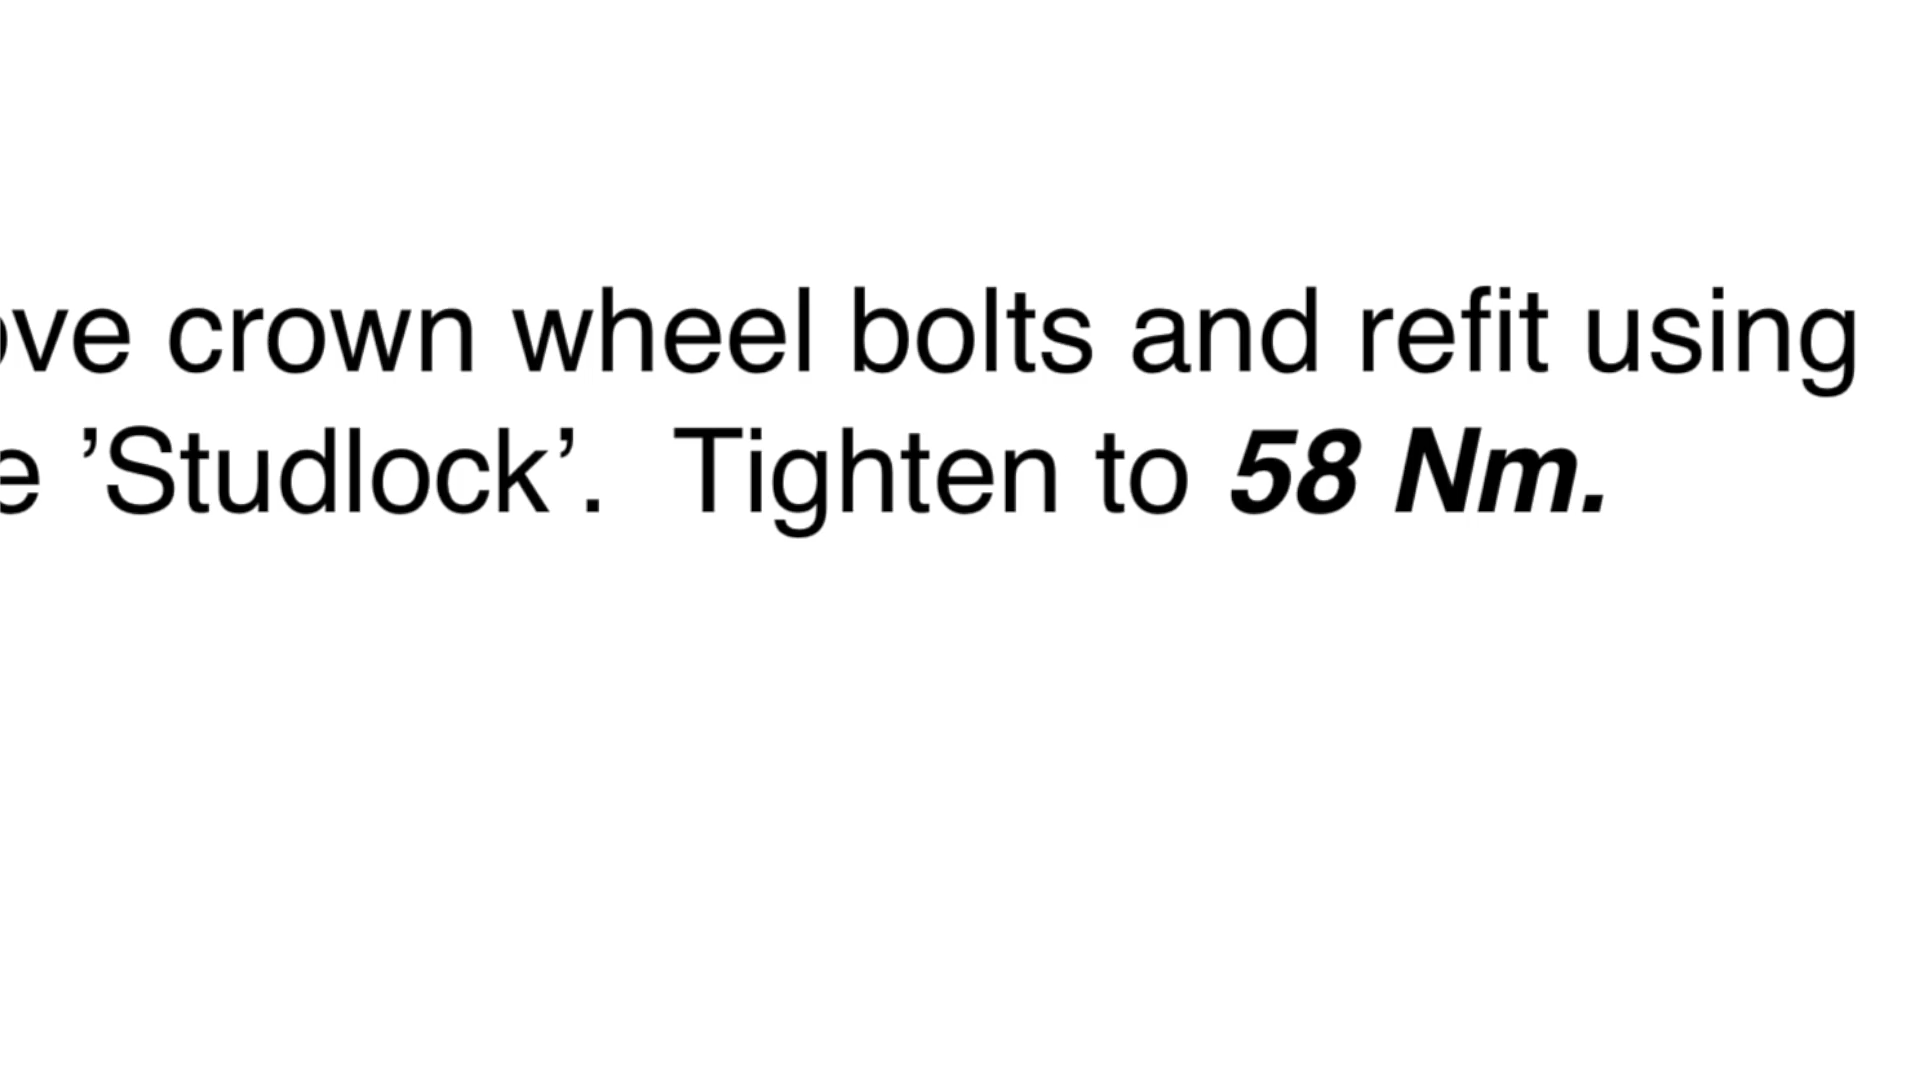 ve crown wheel bolts and refit using
e ’Studlock’. Tighten to 58 Nm.